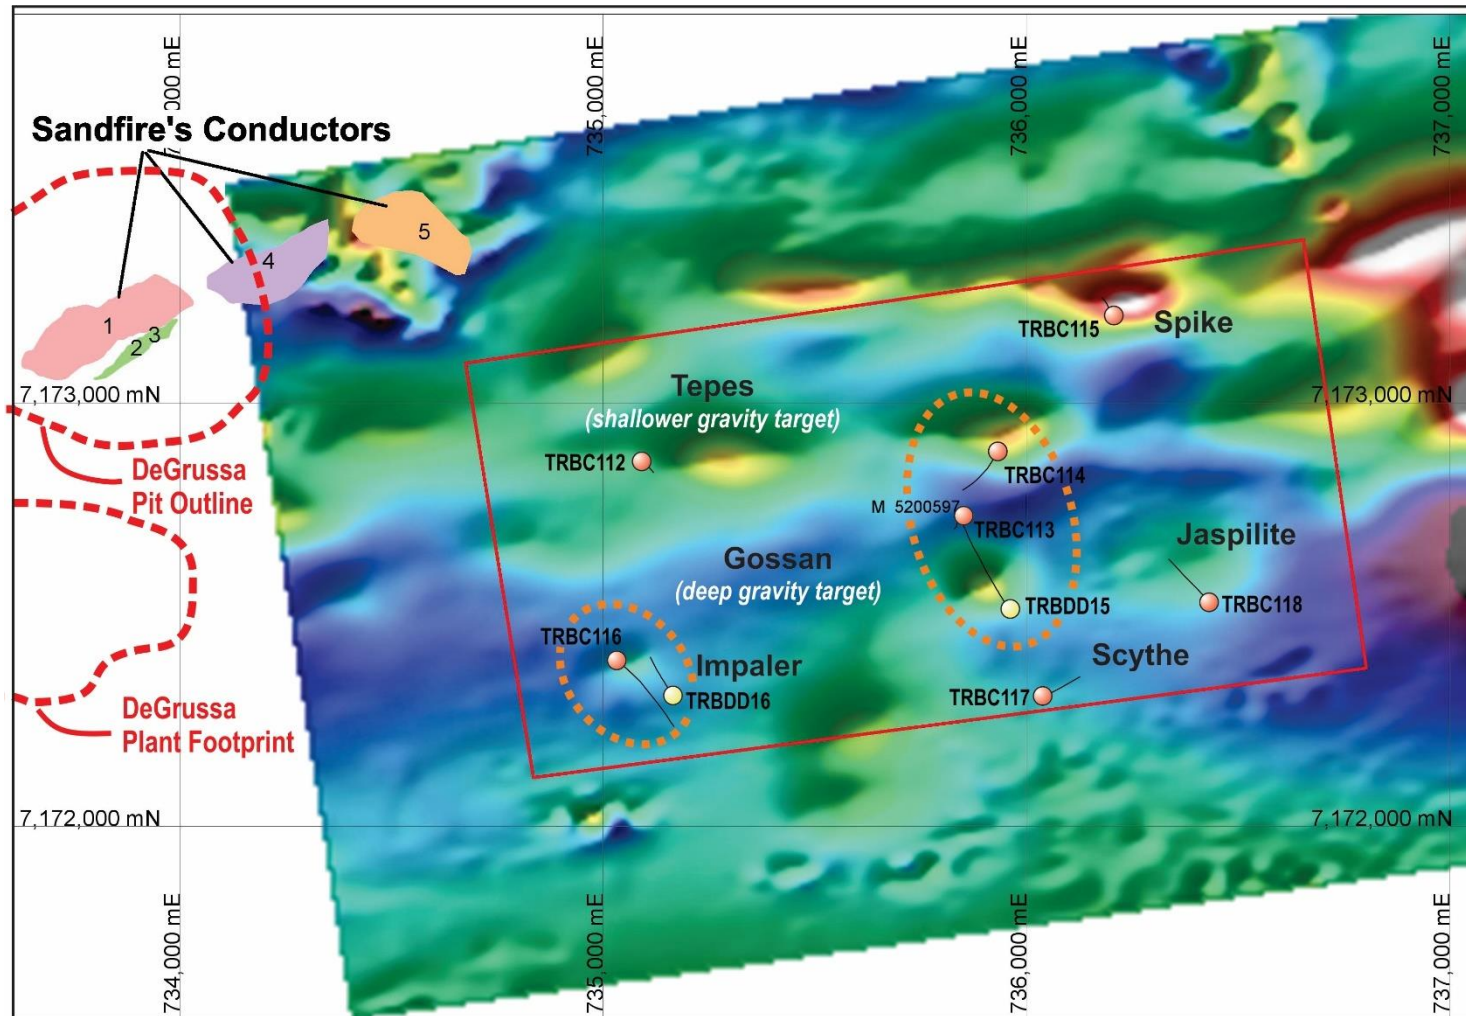 ,000 mE
735,000 mE
736,000 mE
737,000 mE
Sandfire's Conductors
5
4
1
3
2
TRBC115
Spike
7,173,000 mN
7,173,000 mN
Tepes
(shallower gravity target)
DeGrussa
Pit Outline
TRBC112
TRBC114
M 5200597
TRBC113
Jaspilite
Gossan
(deep gravity target)
TRBDD15
TRBC118
TRBC116
Impaler
Scythe
TRBDD16
TRBC117
DeGrussa
Plant Footprint
7,172,000 mN
7,172,000 mN
734,000 mE
735,000 mE
736,000 mE
737,000 mE